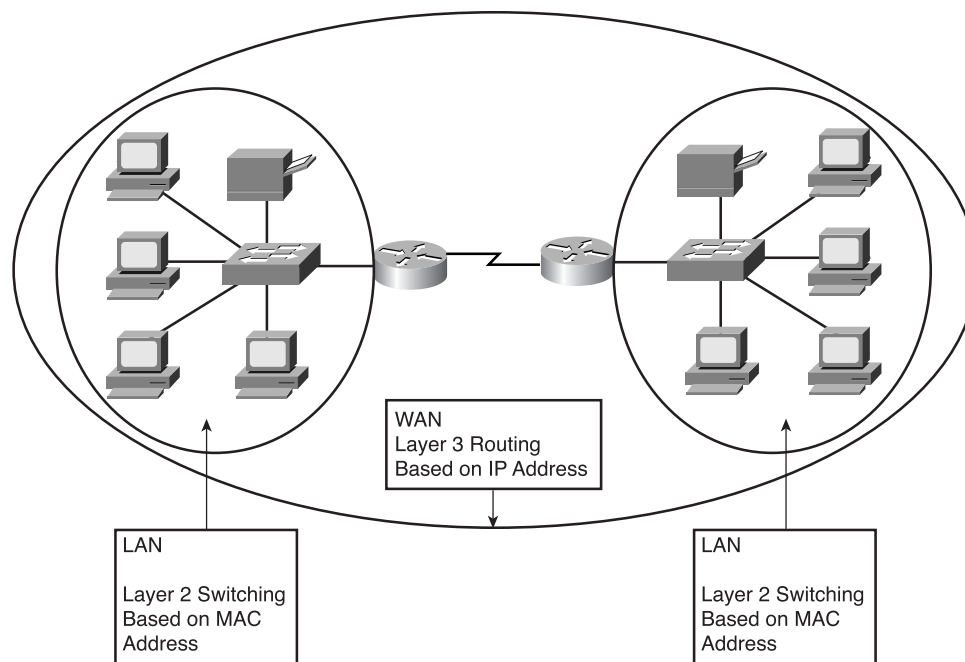 WAN
Layer 3 Routing
Based on IP Address
LAN
Layer 2 Switching
Based on MAC
Address
LAN
Layer 2 Switching
Based on MAC
Address